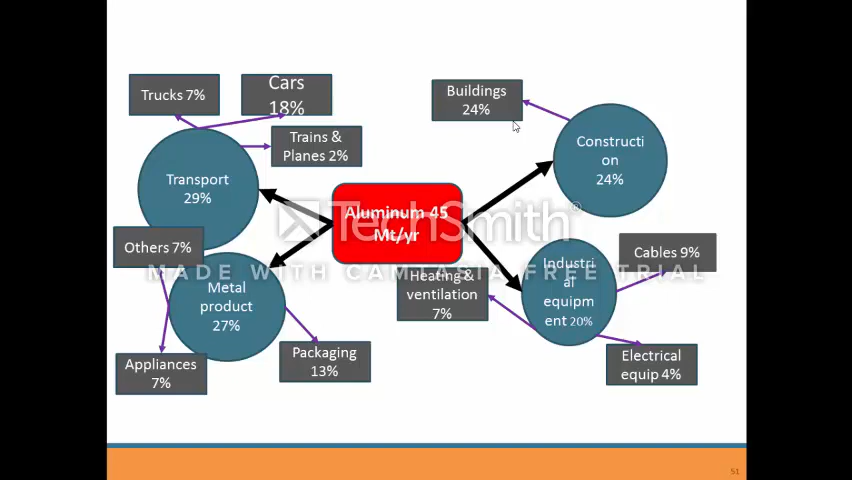 Trucks 7%
Cars
18%
Trains &
Planes 2%
Transport
29%
Others 7%
Metal
product
27%
Appliances
7%
Packaging
13%
Aluminum 45
Mt/yr
Buildings
24%
Constructi
on
24%
Heating &
ventilation
7%
Industri
al
equipm
ent 20%
Cables 9%
Electrical
equip 4%
TechSmith®
MADE WITH CAMTASIA FREE TRIAL
51